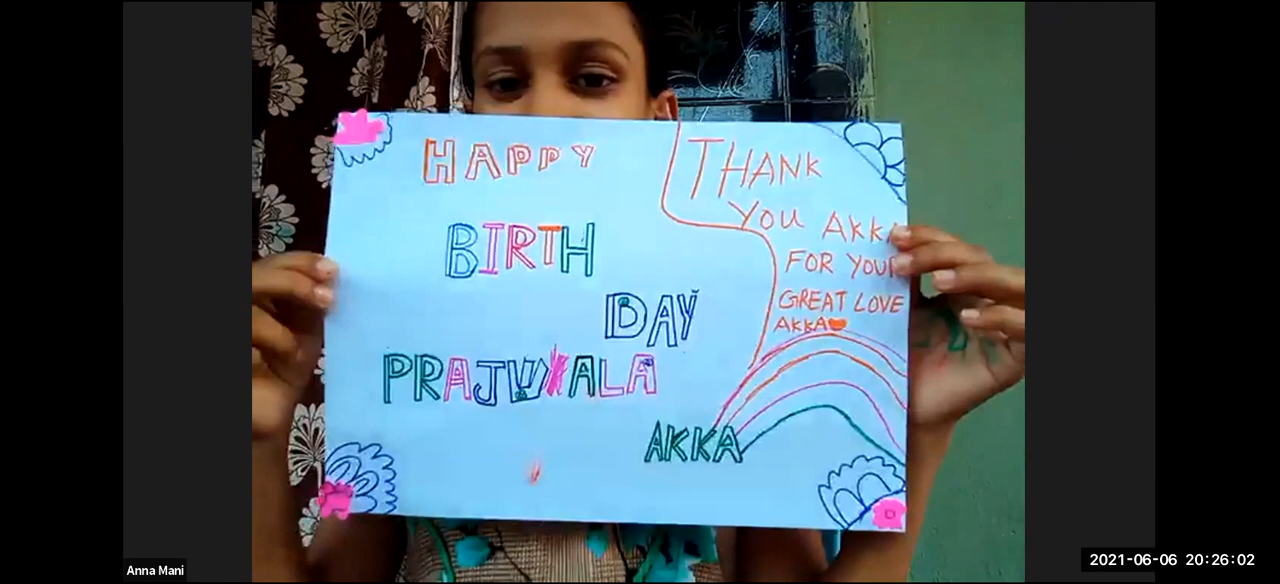 HAPPY
BIRTH
DAY
PRAJWALA
AKKA
THANK
YOU AKKA
FOR YOUR
GREAT LOVE
AKKA
Anna Mani
2021-06-06 20:26:02